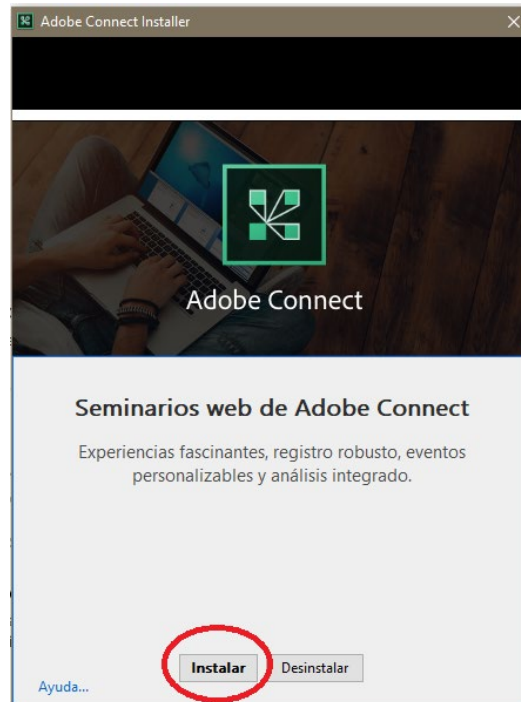 Adobe Connect Installer
Adobe Connect
Seminarios web de Adobe Connect
Experiencias fascinantes, registro robusto, eventos
personalizables y análisis integrado.
Instalar
Desinstalar
Ayuda...